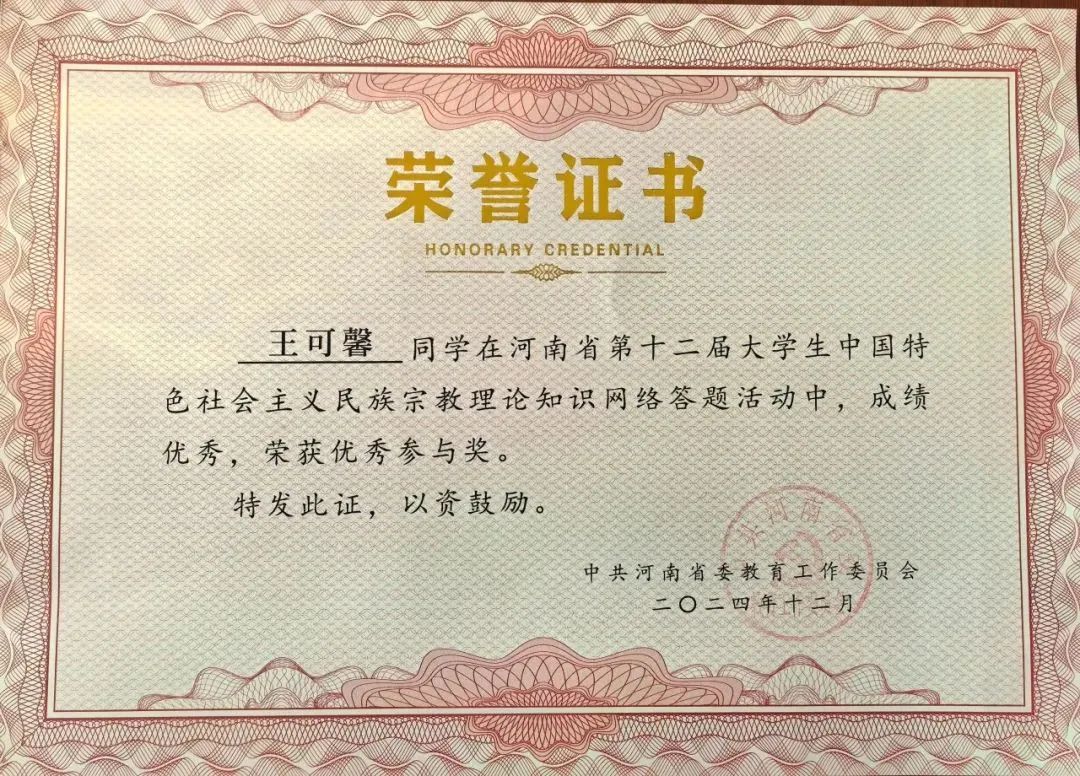 荣誉证书
HONORARY CREDENTIAL
王可馨 同学在河南省第十二届大学生中国特
色社会主义民族宗教理论知识网络答题活动中，成绩
优秀，荣获优秀参与奖。
特发此证，以资鼓励。
中共河南省委教育工作委员会
二〇二四年十二月